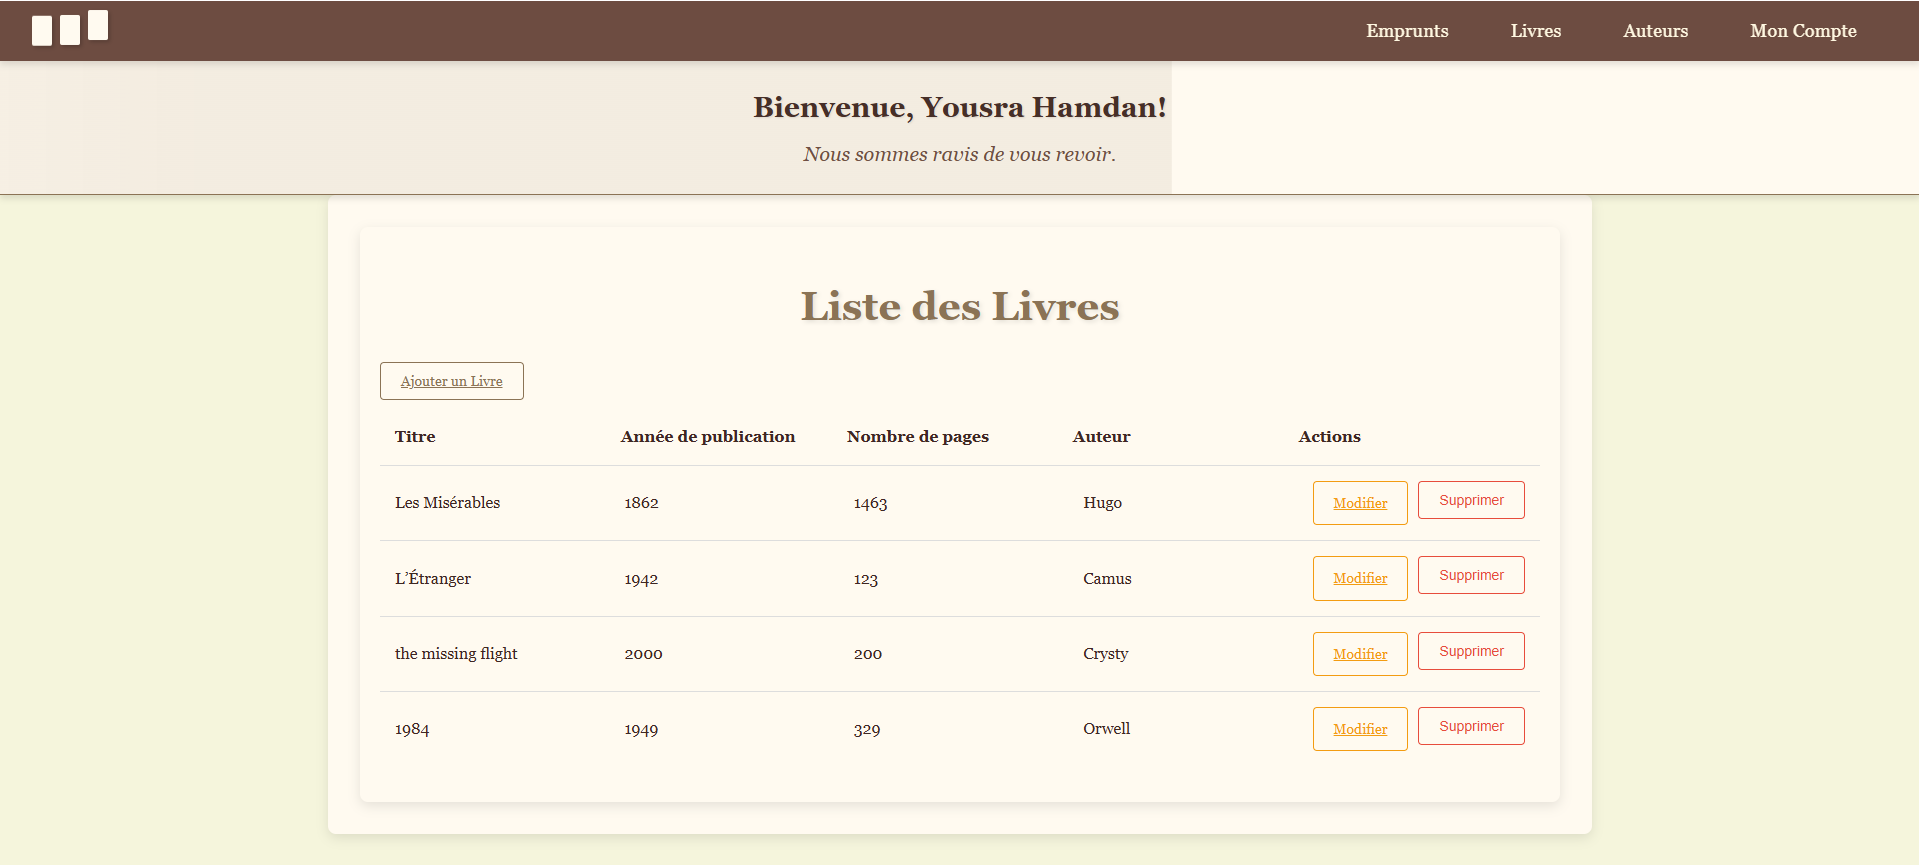 Emprunts Livres Auteurs Mon Compte
Bienvenue, Yousra Hamdan!
Nous sommes ravis de vous revoir.
Liste des Livres
Ajouter un Livre
Titre Année de publication Nombre de pages Auteur Actions
Les Misérables 1862 1463 Hugo Modifier Supprimer
L’Étranger 1942 123 Camus Modifier Supprimer
the missing flight 2000 200 Crysty Modifier Supprimer
1984 1949 329 Orwell Modifier Supprimer